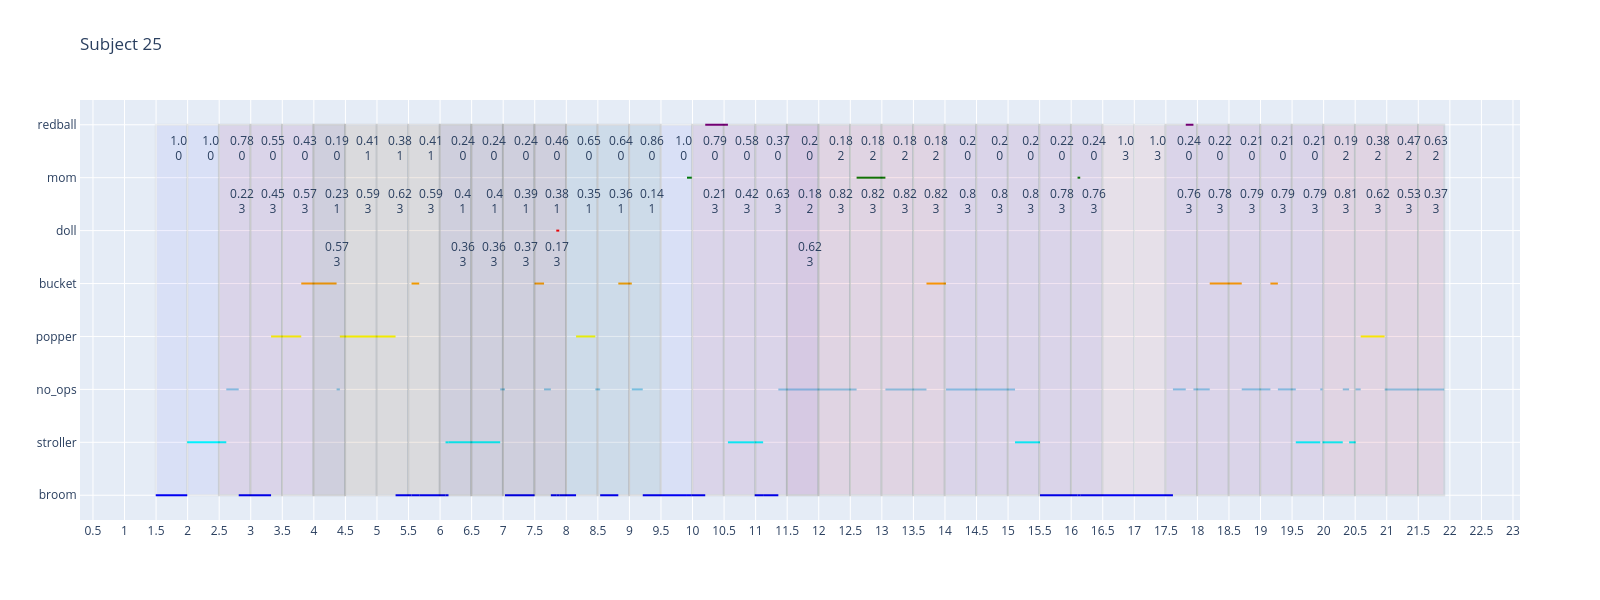 Subject 25
redball
1.0 1.0 0.78 0.55 0.43 0.19 0.41 0.38 0.41 0.24 0.24 0.24 0.46 0.65 0.64 0.86 1.0 0.79 0.58 0.37 0.2 0.18 0.18 0.18 0.18 0.2 0.2 0.2 0.22 0.24 1.0 1.0 0.24 0.22 0.21 0.21 0.21 0.19 0.38 0.47 0.63
0 0 0 0 0 0 1 1 1 0 0 0 0 0 0 0 0 0 0 0 0 2 2 2 2 0 0 0 0 0 3 3 0 0 0 0 0 2 2 2 2
mom
0.22 0.45 0.57 0.23 0.59 0.62 0.59 0.4 0.4 0.39 0.38 0.35 0.36 0.14 0.21 0.42 0.63 0.18 0.82 0.82 0.82 0.82 0.8 0.8 0.8 0.78 0.76 0.76 0.78 0.79 0.79 0.79 0.81 0.62 0.53 0.37
3 3 3 1 3 3 3 1 1 1 1 1 1 1 3 3 3 2 3 3 3 3 3 3 3 3 3 3 3 3 3 3 3 3 3 3
doll
0.57 0.36 0.36 0.37 0.17 0.62
3 3 3 3 3 3
bucket
popper
no_ops
stroller
broom
0.5 1 1.5 2 2.5 3 3.5 4 4.5 5 5.5 6 6.5 7 7.5 8 8.5 9 9.5 10 10.5 11 11.5 12 12.5 13 13.5 14 14.5 15 15.5 16 16.5 17 17.5 18 18.5 19 19.5 20 20.5 21 21.5 22 22.5 23